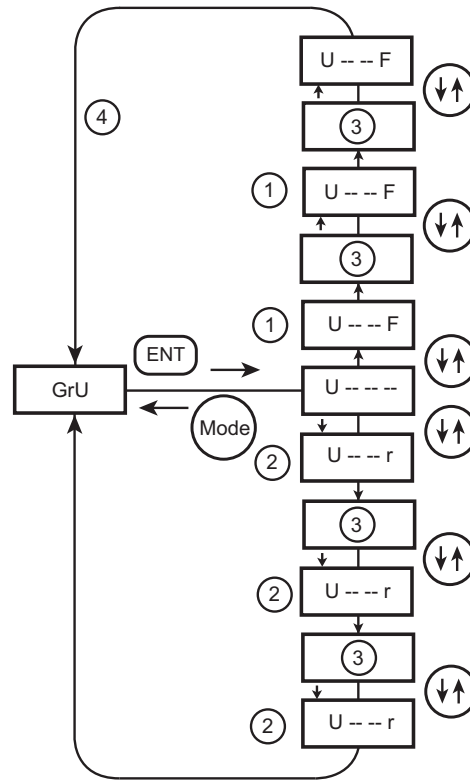 U -- -- F
4
3
1
U -- -- F
3
1
U -- -- F
ENT
GrU
U -- -- --
Mode
2
U -- -- r
3
2
U -- -- r
3
2
U -- -- r